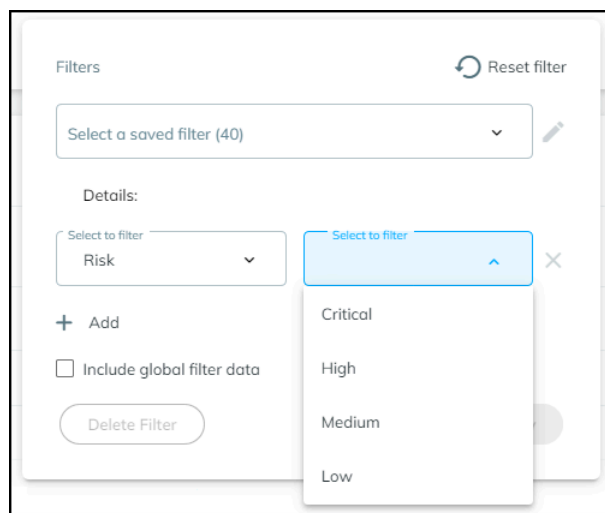 Filters
Reset filter
Select a saved filter (40)
Details:
Select to filter
Select to filter
Risk
Add
Critical
Include global filter data
High
Delete Filter
Medium
Low